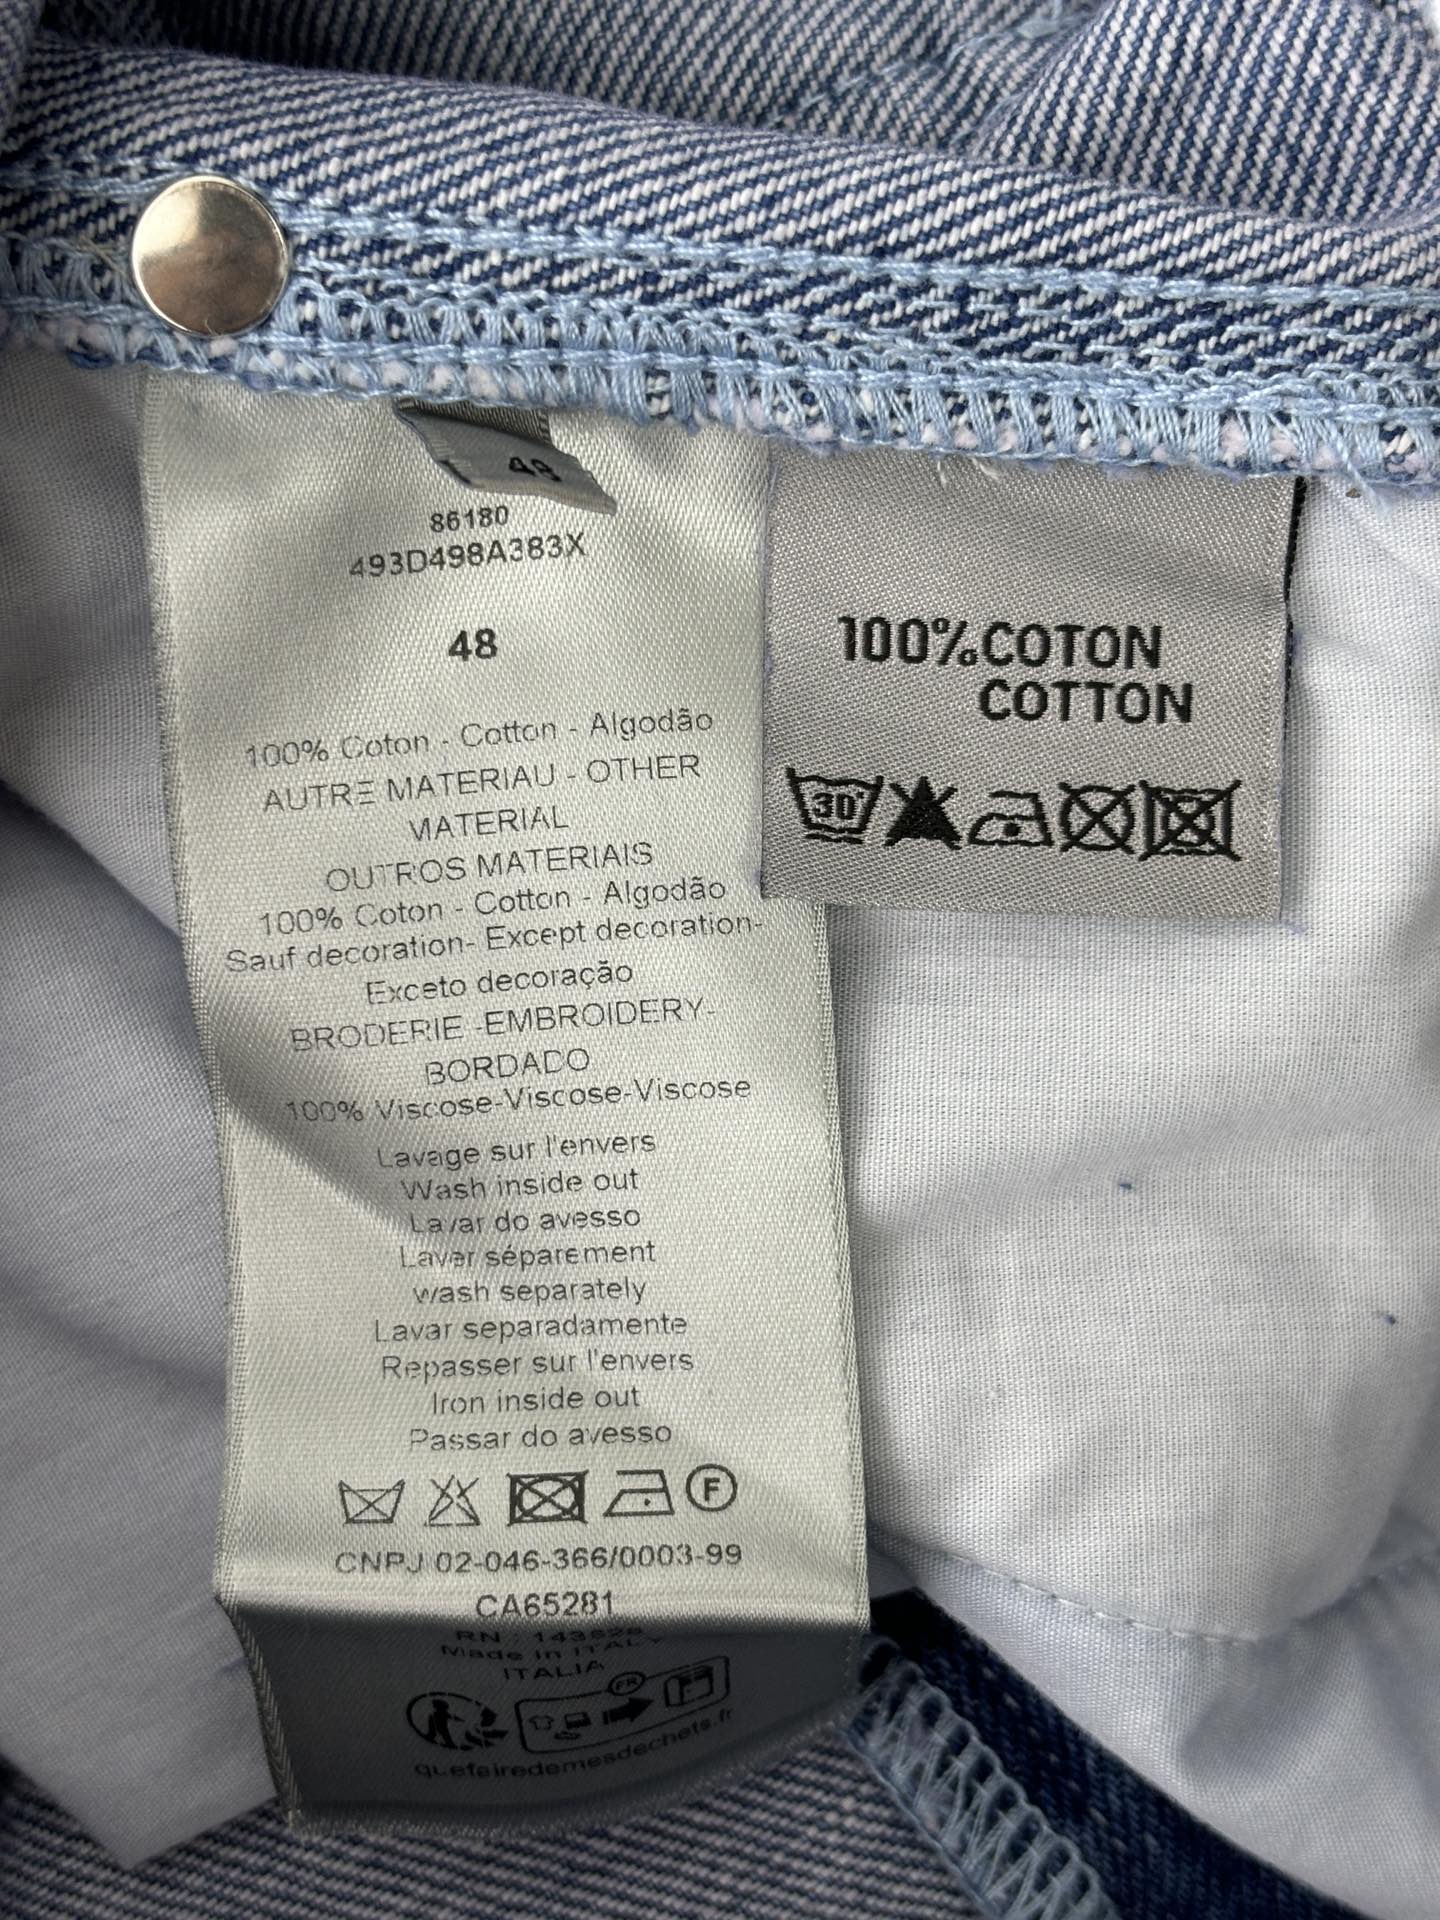 48
86180
493D498A383X
48
100% Coton - Cotton - Algodão
AUTRE MATERIAU - OTHER
MATERIAL
OUTROS MATERIAIS
100% Coton - Cotton - Algodão
Sauf decoration- Except decoration-
Exceto decoração
BRODERIE -EMBROIDERY-
BORDADO
100% Viscose-Viscose-Viscose
Lavage sur l'envers
Wash inside out
Lavar do avesso
Laver séparement
wash separately
Lavar separadamente
Repasser sur l'envers
Iron inside out
Passar do avesso
F
CNPJ 02-046-366/0003-99
CA65281
RN : 143828
Made in ITALY
ITALIA
FR
quefairedemesdechets.fr
100% COTON
COTTON
30°